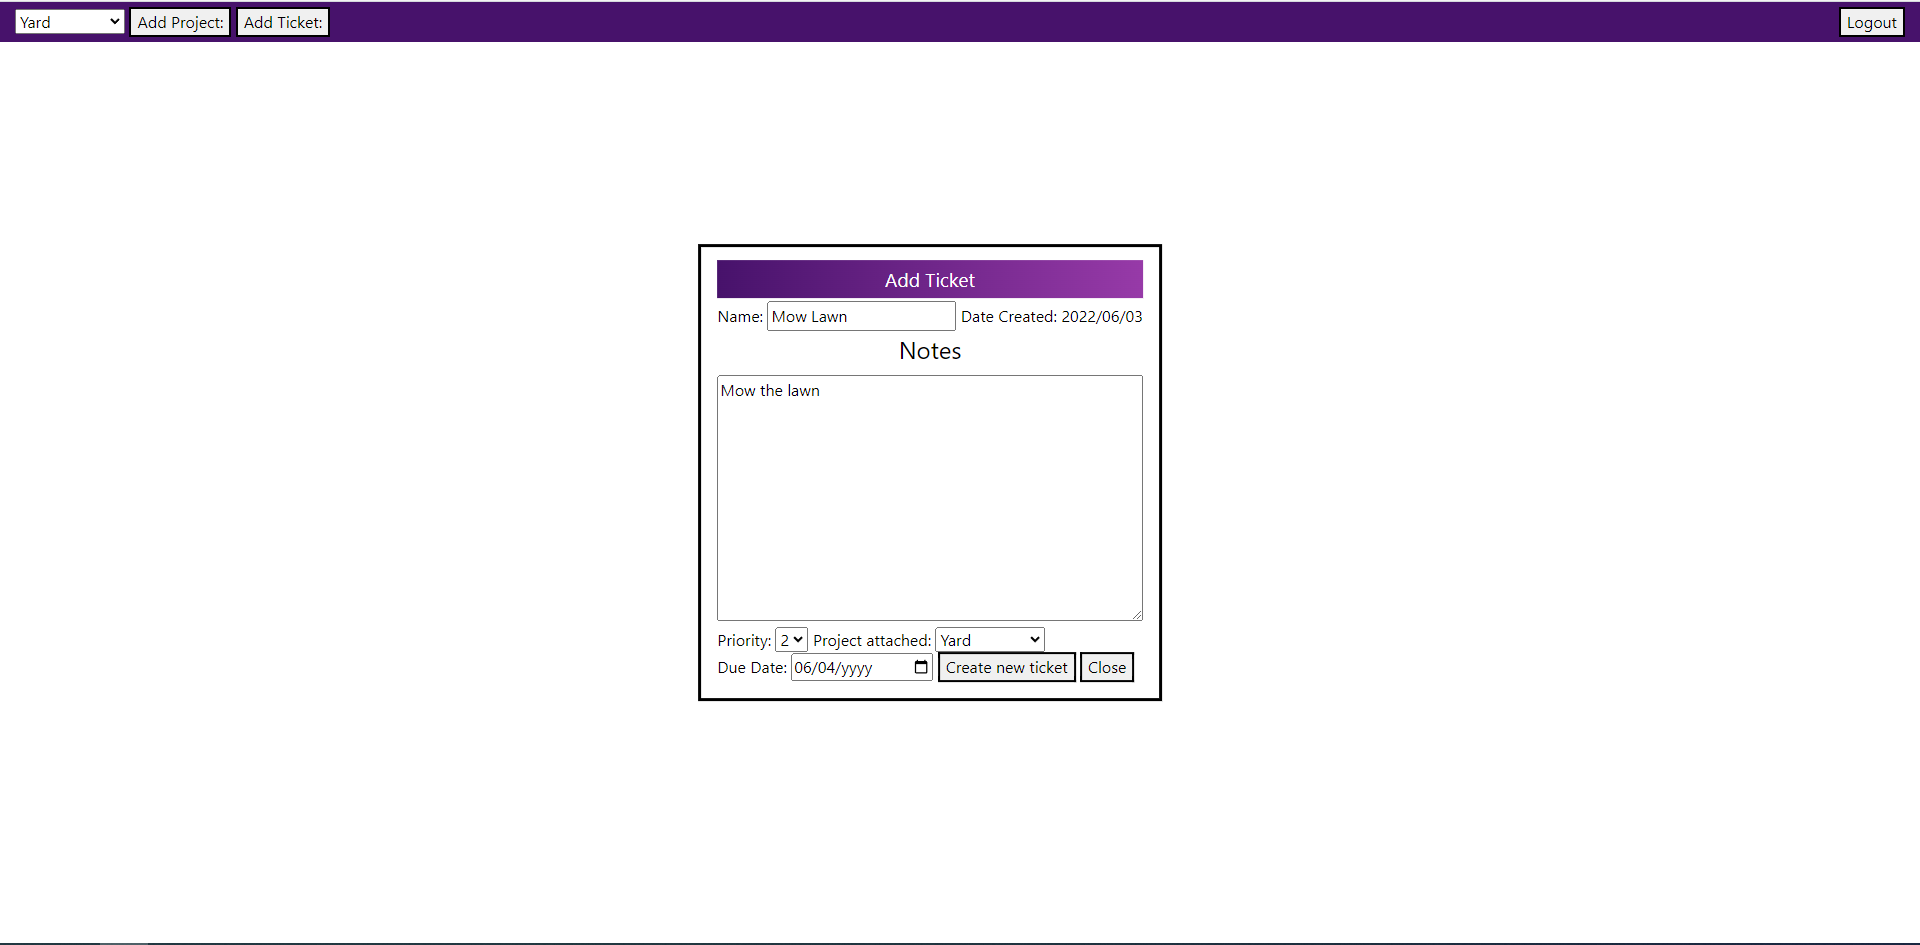 Yard Add Project: Add Ticket: Logout
Add Ticket
Name: Mow Lawn Date Created: 2022/06/03
Notes
Mow the lawn
Priority: 2 Project attached: Yard
Due Date: 06/04/yyyy Create new ticket Close